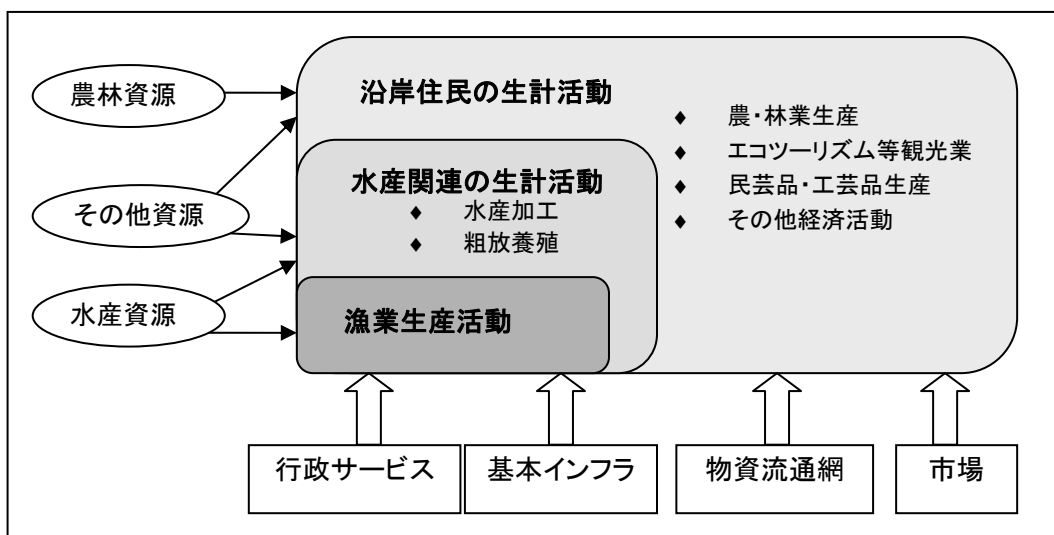 農林資源
その他資源
水産資源
沿岸住民の生計活動
♦ 農・林業生産
♦ エコツーリズム等観光業
♦ 民芸品・工芸品生産
♦ その他経済活動
水産関連の生計活動
♦ 水産加工
♦ 粗放養殖
漁業生産活動
行政サービス
基本インフラ
物資流通網
市場